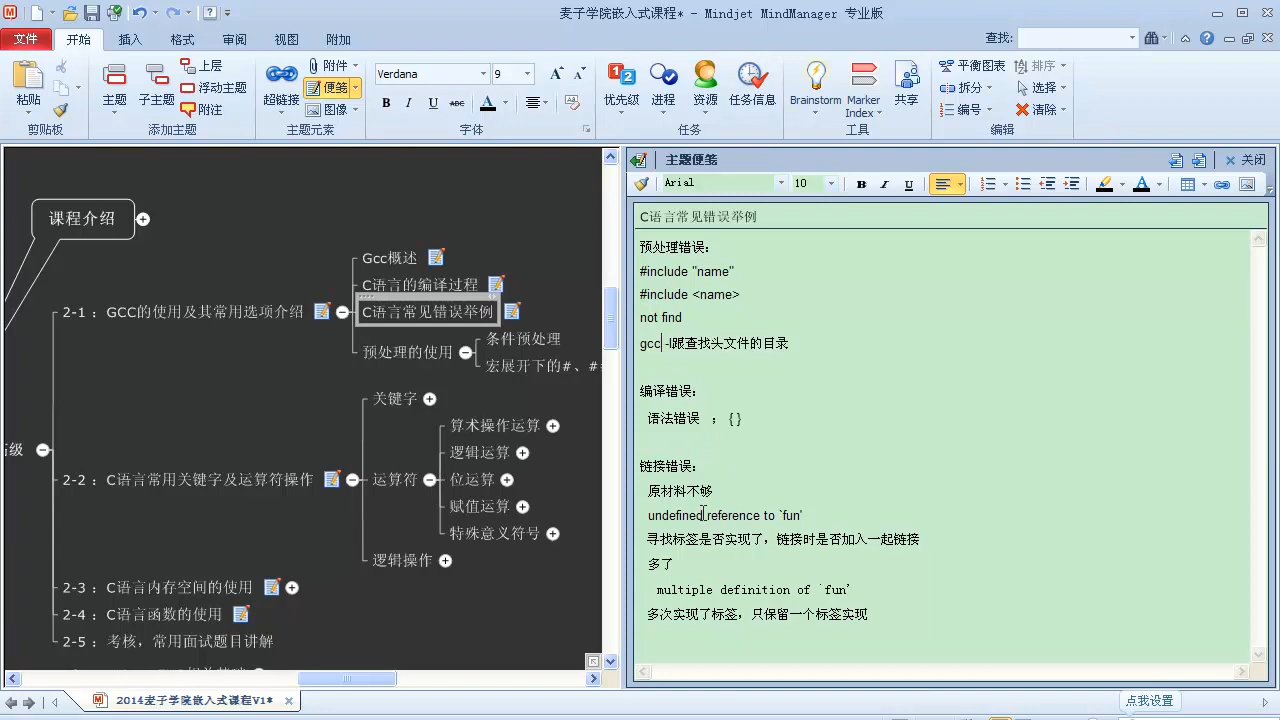 麦子学院嵌入式课程* - Mindjet MindManager 专业版
文件 开始 插入 格式 审阅 视图 附加 查找:
粘贴 主题 子主题 上层 浮动主题 附注 超链接 附件 便笺 图像 Verdana 9 优先级 进程 资源 任务信息 Brainstorm Marker Index 共享 平衡图表 拆分 编号 排序 选择 清除
剪贴板 添加主题 主题元素 字体 任务 工具 编辑
课程介绍
Gcc概述
C语言的编译过程
2-1 : GCC的使用及其常用选项介绍
C语言常见错误举例
预处理的使用
条件预处理
宏展开下的#、#
关键字
算术操作运算
级
逻辑运算
2-2 : C语言常用关键字及运算符操作
运算符
位运算
赋值运算
特殊意义符号
逻辑操作
2-3 : C语言内存空间的使用
2-4 : C语言函数的使用
2-5 : 考核，常用面试题目讲解
主题便笺 关闭
Arial 10
C语言常见错误举例
预处理错误:
#include "name"
#include <name>
not find
gcc -I跟查找头文件的目录
编译错误:
语法错误 ; { }
链接错误:
原材料不够
undefined reference to `fun'
寻找标签是否实现了，链接时是否加入一起链接
多了
multiple definition of `fun'
多次实现了标签，只保留一个标签实现
2014麦子学院嵌入式课程V1*
点我设置